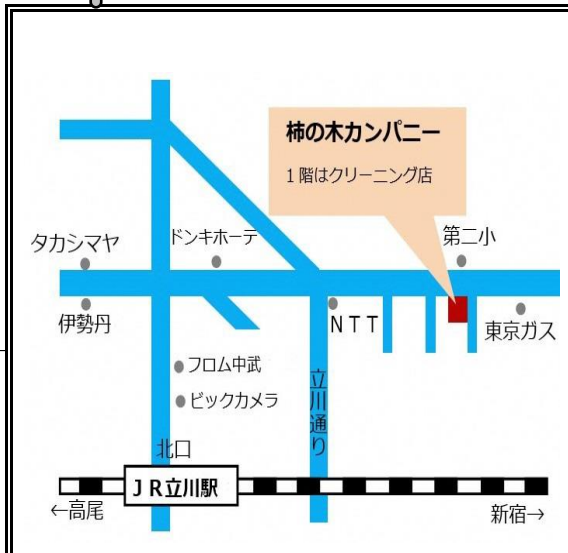 柿の木カンパニー
1階はクリーニング店
タカシマヤ
ドンキホーテ
第二小
伊勢丹
NTT
東京ガス
フロム中武
ビックカメラ
立川通り
北口
JR立川駅
←高尾
新宿→